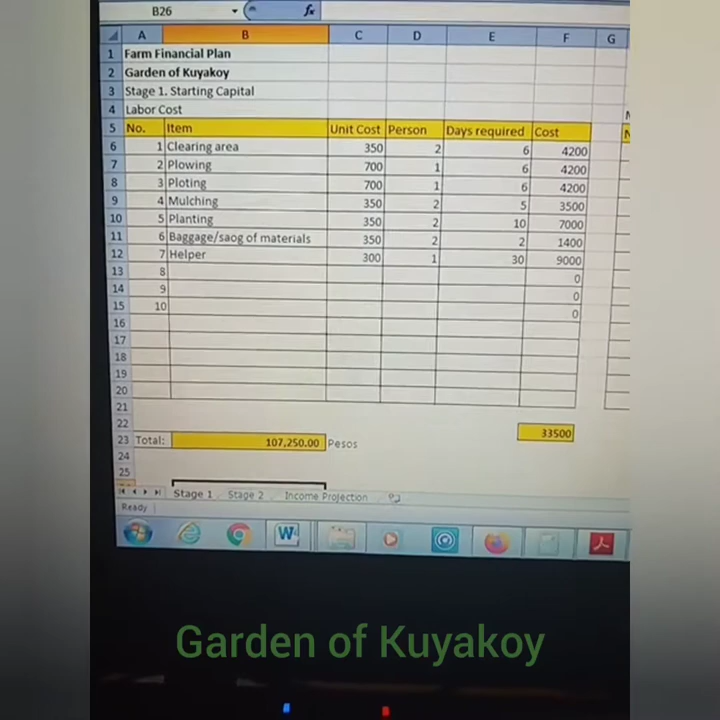 B26 fx
A B C D E F G
1 Farm Financial Plan
2 Garden of Kuyakoy
3 Stage 1. Starting Capital
4 Labor Cost
5 No. Item Unit Cost Person Days required Cost
6 1 Clearing area 350 2 6 4200
7 2 Plowing 700 1 6 4200
8 3 Ploting 700 1 6 4200
9 4 Mulching 350 2 5 3500
10 5 Planting 350 2 10 7000
11 6 Baggage/saog of materials 350 2 2 1400
12 7 Helper 300 1 30 9000
13 8 0
14 9 0
15 10 0
16
17
18
19
20
21
22 33500
23 Total: 107,250.00 Pesos
24
25
Stage 1 Stage 2 Income Projection
Ready
Garden of Kuyakoy